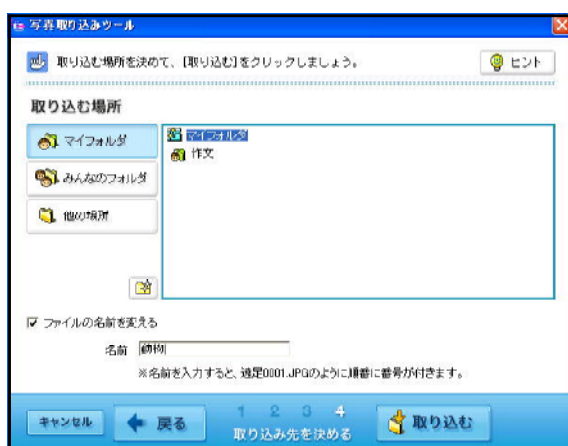 写真取り込みツール
取り込む場所を決めて、[取り込む]をクリックしましょう。
ヒント
取り込む場所
マイフォルダ
みんなのフォルダ
他の場所
マイフォルダ
作文
ファイルの名前を変える
名前 動物
※名前を入力すると、遠足0001.JPGのように順番に番号が付きます。
キャンセル
戻る
1 2 3 4
取り込み先を決める
取り込む